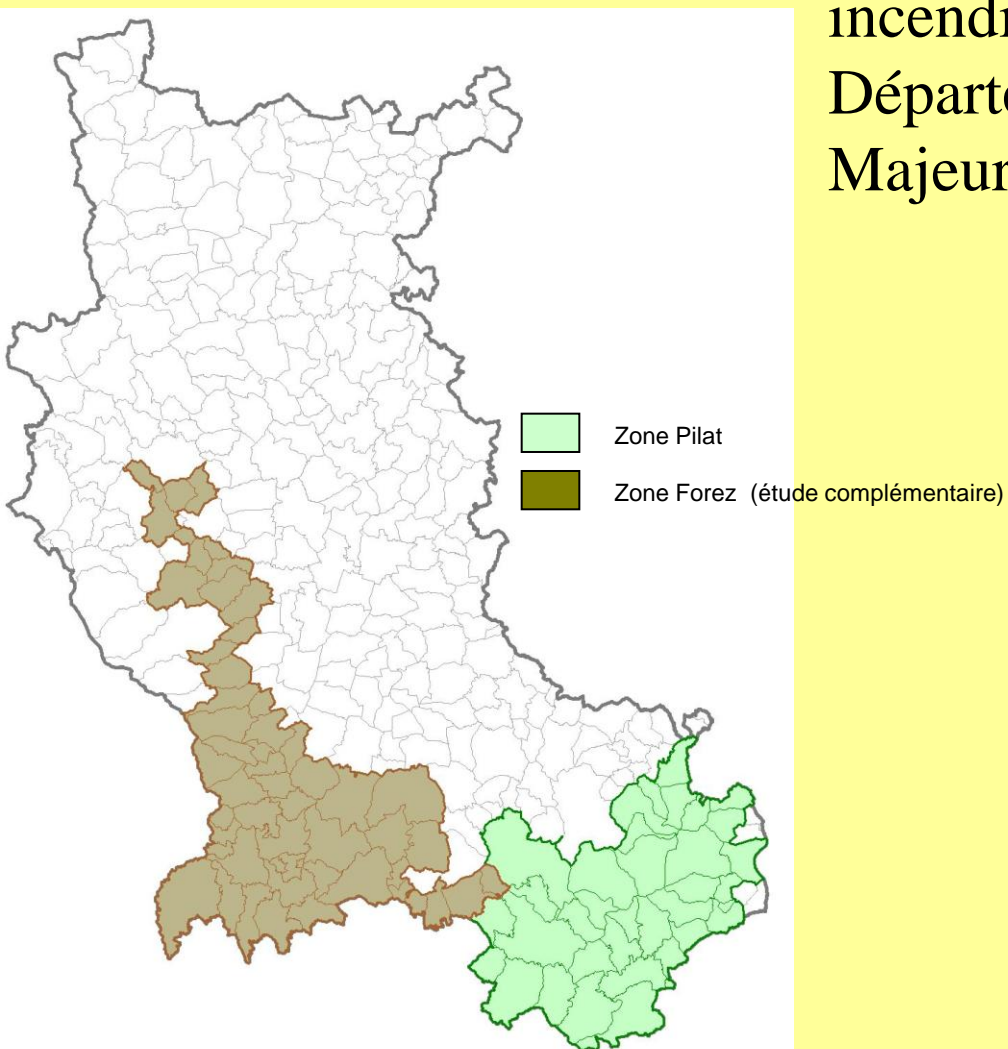 incendi
Départe
Majeur
Zone Pilat
Zone Forez (étude complémentaire)